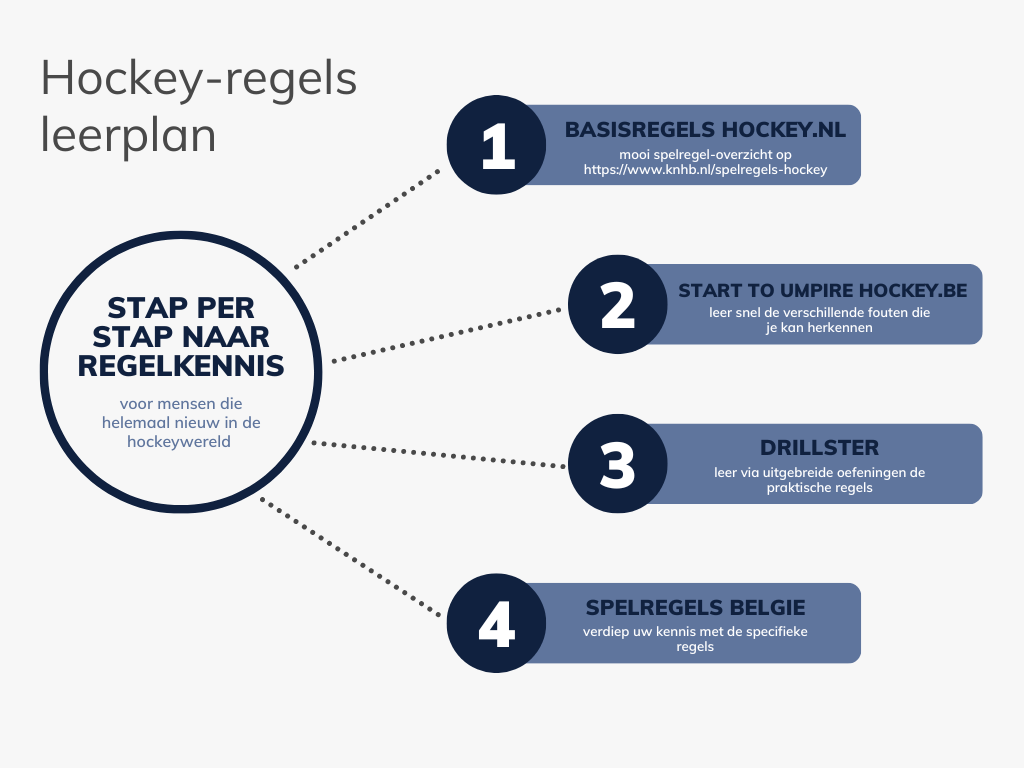 Hockey-regels
leerplan
STAP PER
STAP NAAR
REGELKENNIS
voor mensen die
helemaal nieuw in de
hockeywereld
1
BASISREGELS HOCKEY.NL
mooi spelregel-overzicht op
https://www.knhb.nl/spelregels-hockey
2
START TO UMPIRE HOCKEY.BE
leer snel de verschillende fouten die
je kan herkennen
3
DRILLSTER
leer via uitgebreide oefeningen de
praktische regels
4
SPELREGELS BELGIE
verdiep uw kennis met de specifieke
regels